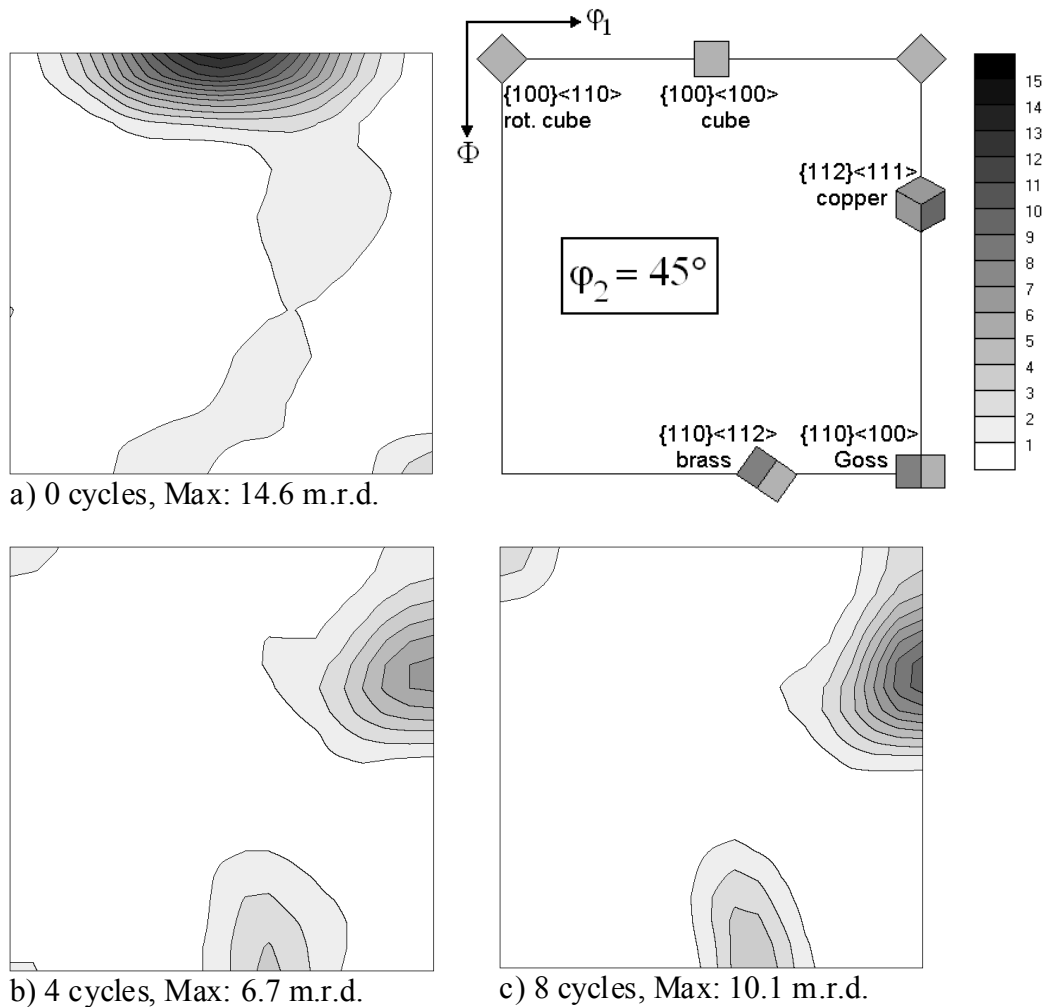 φ1
Φ
{100}<110>
rot. cube
{100}<100>
cube
{112}<111>
copper
φ2 = 45°
{110}<112>
brass
{110}<100>
Goss
15
14
13
12
11
10
9
8
7
6
5
4
3
2
1
a) 0 cycles, Max: 14.6 m.r.d.
b) 4 cycles, Max: 6.7 m.r.d.
c) 8 cycles, Max: 10.1 m.r.d.